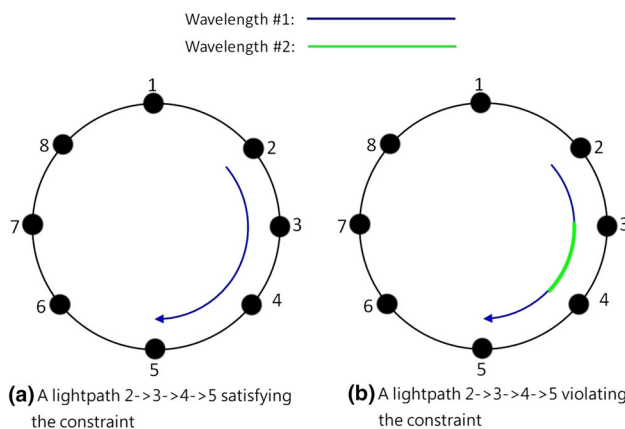 Wavelength #1:
Wavelength #2:
1
2
3
4
5
6
7
8
1
2
3
4
5
6
7
8
(a) A lightpath 2->3->4->5 satisfying
the constraint
(b) A lightpath 2->3->4->5 violating
the constraint